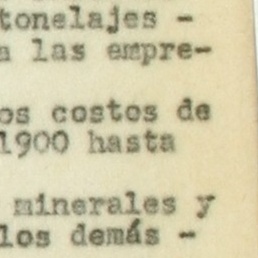 tonelajes -
a las empre-
os costos de
1900 hasta
minerales y
los demás -